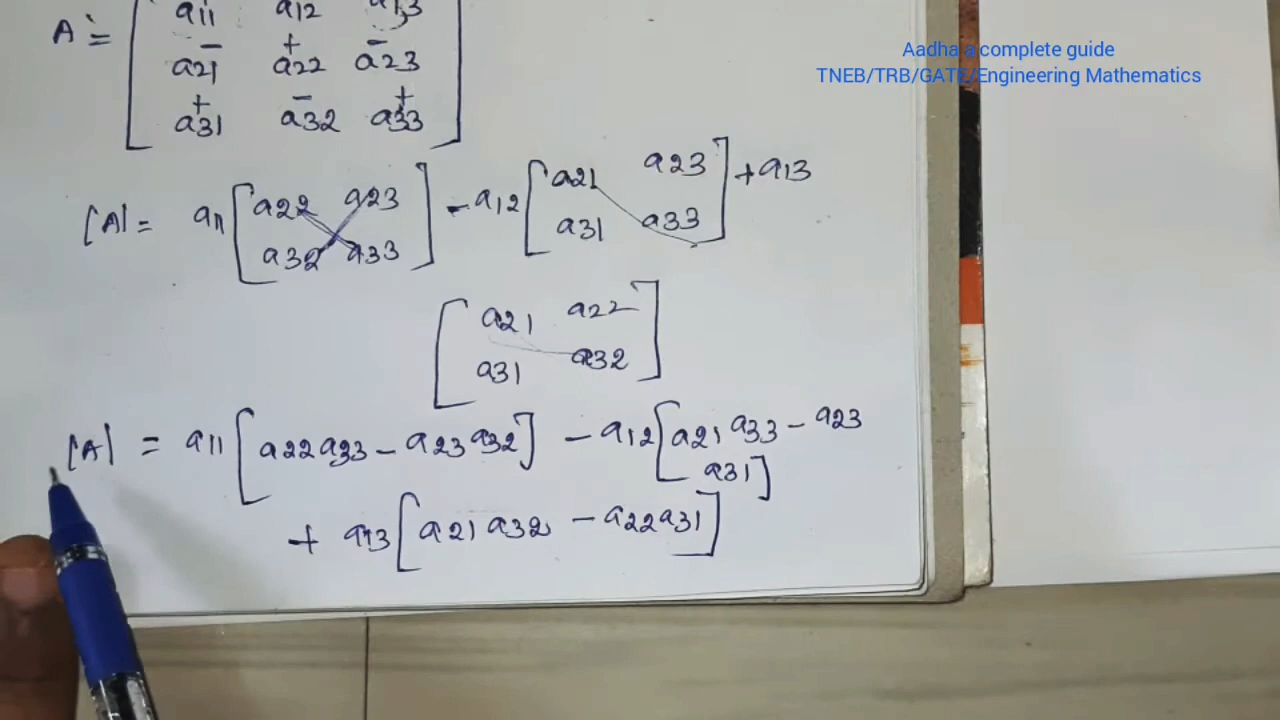 a11 a12 a13
A =
- + -
a21 a22 a23
+ - +
a31 a32 a33
Aadha a complete guide
TNEB/TRB/GATE/Engineering Mathematics
|A| = a11 [a22 a23 - a12 [a21 a23] + a13
a32 a33] a31 a33]
[a21 a22]
a31 a32
|A| = a11 [a22 a33 - a23 a32] - a12 [a21 a33 - a23
a31]
+ a13 [a21 a32 - a22 a31]